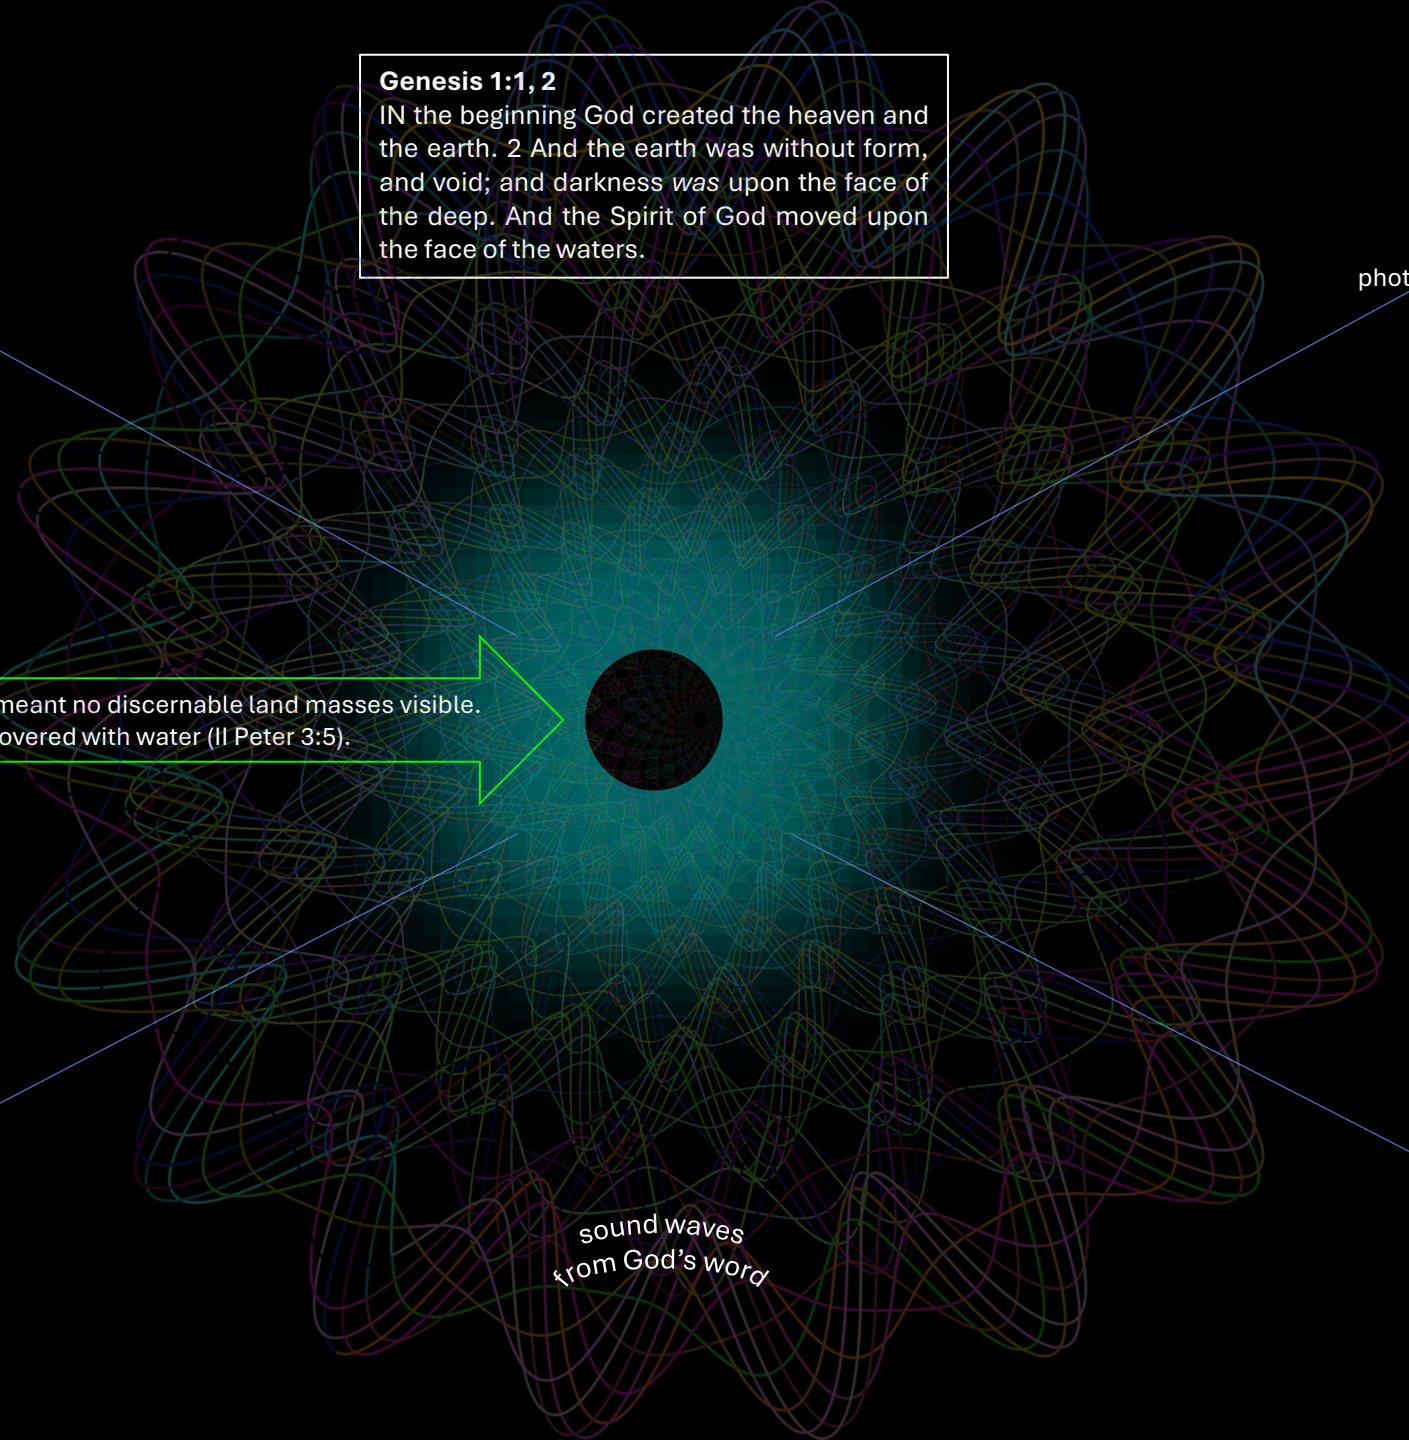 Genesis 1:1, 2
IN the beginning God created the heaven and
the earth. 2 And the earth was without form,
and void; and darkness was upon the face of
the deep. And the Spirit of God moved upon
the face of the waters.
phot
meant no discernable land masses visible.
overed with water (II Peter 3:5).
sound waves
from God’s word